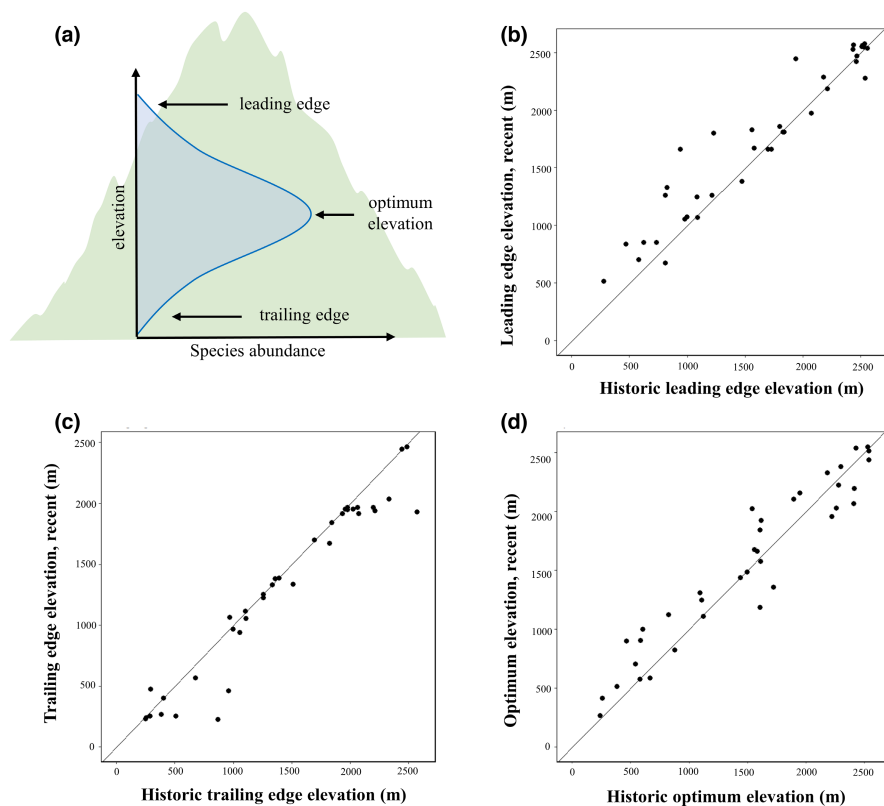 (a)
leading edge
optimum
elevation
trailing edge
elevation
Species abundance
(b)
Leading edge elevation, recent (m)
2500
2000
1500
1000
500
0
0 500 1000 1500 2000 2500
Historic leading edge elevation (m)
(c)
Trailing edge elevation, recent (m)
2500
2000
1500
1000
500
0
0 500 1000 1500 2000 2500
Historic trailing edge elevation (m)
(d)
Optimum elevation, recent (m)
2500
2000
1500
1000
500
0
0 500 1000 1500 2000 2500
Historic optimum elevation (m)